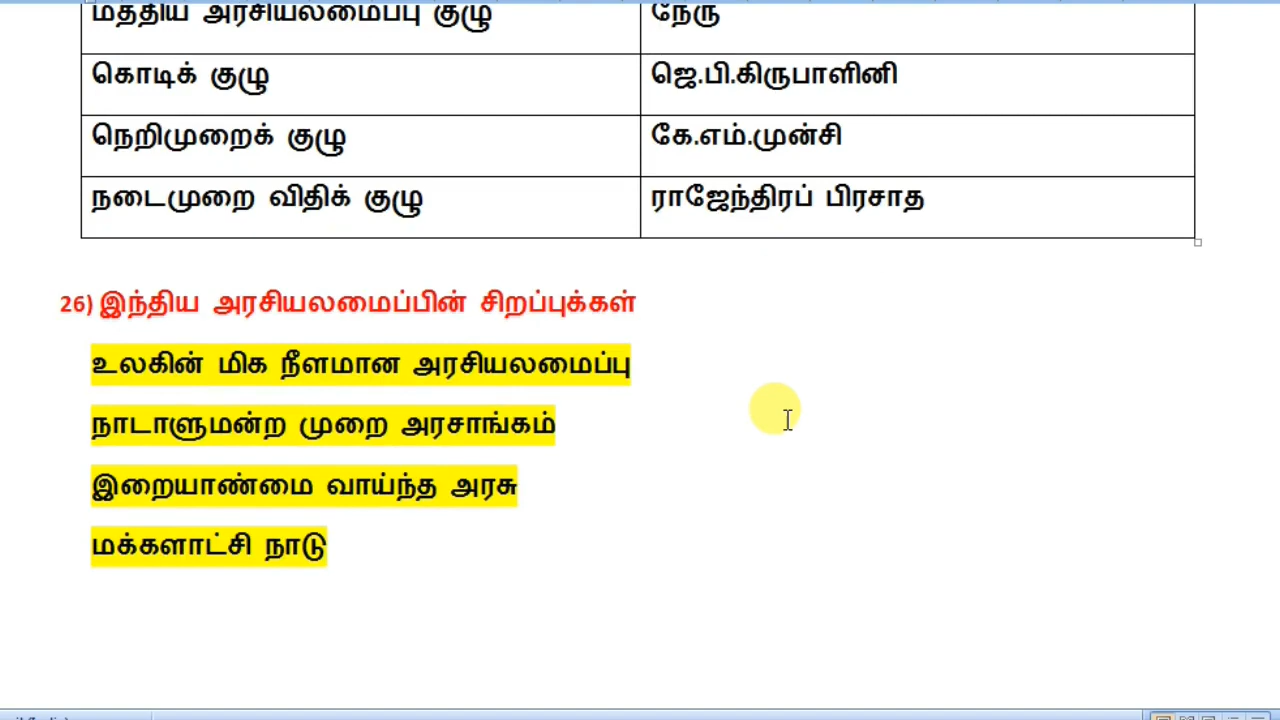 மத்திய அரசியலமைப்பு குழு நேரு
கொடிக் குழு ஜெ.பி.கிருபாளினி
நெறிமுறைக் குழு கே.எம்.முன்சி
நடைமுறை விதிக் குழு ராஜேந்திரப் பிரசாத
26) இந்திய அரசியலமைப்பின் சிறப்புக்கள்
உலகின் மிக நீளமான அரசியலமைப்பு
நாடாளுமன்ற முறை அரசாங்கம்
இறையாண்மை வாய்ந்த அரசு
மக்களாட்சி நாடு